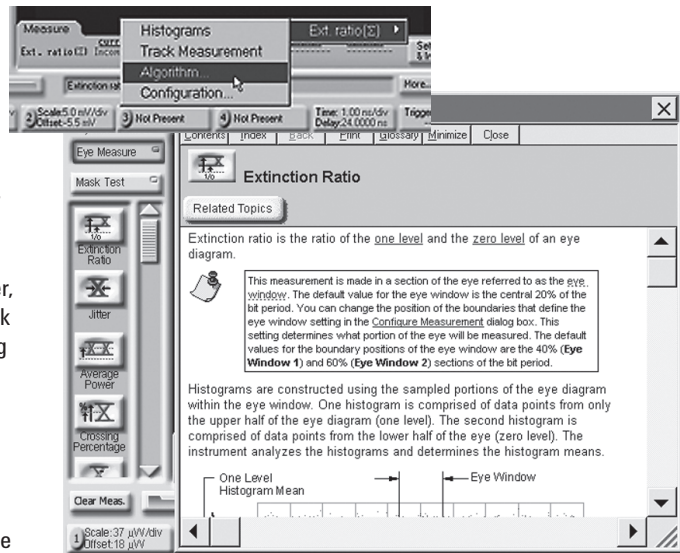 Measure
Histograms
Ext. ratio(Σ)
Track Measurement
Algorithm...
Configuration...
Ext. ratio(Σ)
curr
Incom
More...
2) Scale:5.0 mV/div
Offset:-5.5 mV
3) Not Present
4) Not Present
Time: 1.00 ns/div
Delay:24.0000 ns
Contents Index Back Print Glossary Minimize Close
Eye Measure
Mask Test
1/0
Extinction Ratio
Related Topics
Extinction
Ratio
Jitter
Average
Power
Crossing
Percentage
Clear Meas.
1) Scale:37 µW/div
Offset:18 µW
Extinction ratio is the ratio of the one level and the zero level of an eye
diagram.
This measurement is made in a section of the eye referred to as the eye
window. The default value for the eye window is the central 20% of the
bit period. You can change the position of the boundaries that define the
eye window setting in the Configure Measurement dialog box. This
setting determines what portion of the eye will be measured. The default
values for the boundary positions of the eye window are the 40% (Eye
Window 1) and 60% (Eye Window 2) sections of the bit period.
Histograms are constructed using the sampled portions of the eye diagram
within the eye window. One histogram is comprised of data points from only
the upper half of the eye diagram (one level). The second histogram is
comprised of data points from the lower half of the eye (zero level). The
instrument analyzes the histograms and determines the histogram means.
One Level
Histogram Mean
Eye Window